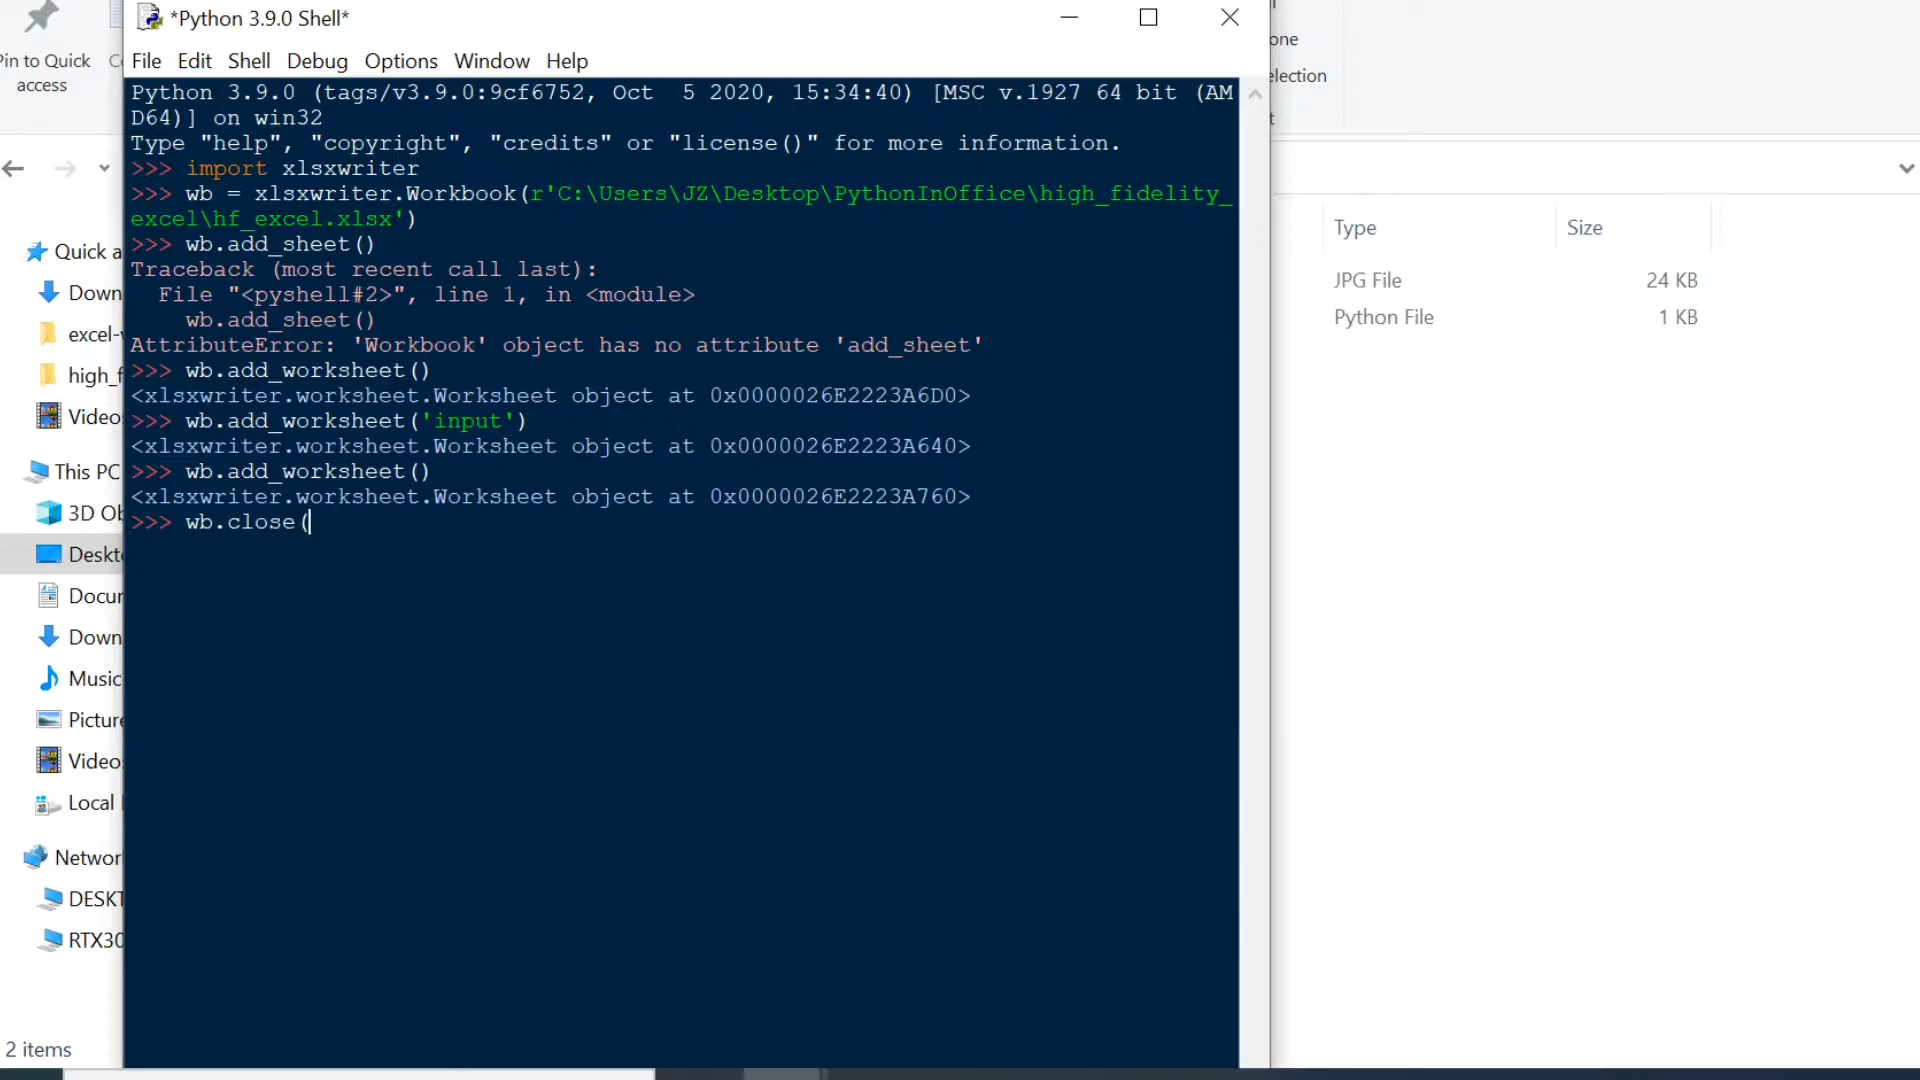 *Python 3.9.0 Shell*
Pin to Quick
access
File Edit Shell Debug Options Window Help
Python 3.9.0 (tags/v3.9.0:9cf6752, Oct  5 2020, 15:34:40) [MSC v.1927 64 bit (AM
D64)] on win32
Type "help", "copyright", "credits" or "license()" for more information.
>>> import xlsxwriter
>>> wb = xlsxwriter.Workbook(r'C:\Users\JZ\Desktop\PythonInOffice\high_fidelity_
excel\hf_excel.xlsx')
>>> wb.add_sheet()
Traceback (most recent call last):
  File "<pyshell#2>", line 1, in <module>
    wb.add_sheet()
AttributeError: 'Workbook' object has no attribute 'add_sheet'
>>> wb.add_worksheet()
<xlsxwriter.worksheet.Worksheet object at 0x0000026E2223A6D0>
>>> wb.add_worksheet('input')
<xlsxwriter.worksheet.Worksheet object at 0x0000026E2223A640>
>>> wb.add_worksheet()
<xlsxwriter.worksheet.Worksheet object at 0x0000026E2223A760>
>>> wb.close(
Quick a
Down
excel-
high_f
Video
This PC
3D Ob
Deskt
Docur
Down
Music
Picture
Video
Local
Networ
DESKT
RTX30
2 items
one
election
t
Type Size
JPG File 24 KB
Python File 1 KB